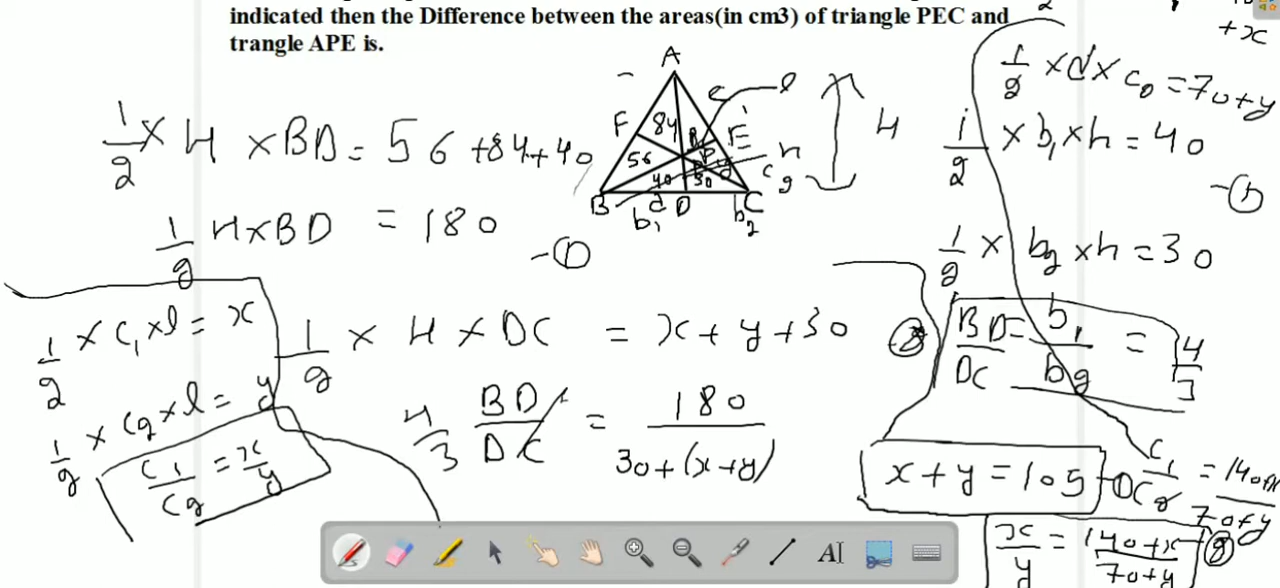 indicated then the Difference between the areas(in cm3) of triangle PEC and
trangle APE is.
1/2 × H × BD = 56 + 84 + 40
1/2 H × BD = 180 - ①
A
F 84 E
56
40 30
B D C
b1 b2
l
h
H
1/2 × c1 × l = x
1/2 × c2 × l = y
c1/c2 = x/y
1/2 × H × DC = x + y + 30
4/3 BD/DC = 180/30+(x+y)
+x
= 70+y
1/2 × b1 × h = 40
1/2 × b2 × h = 30
BD/DC = b1/b2 = 4/3
x + y = 105 - ①
c1/c2 = 140+x/70+y
x/y = 140+x/70+y
AI